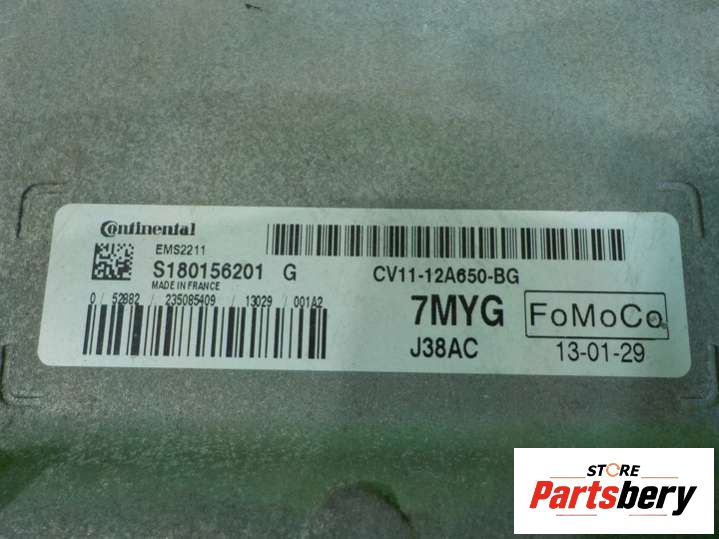 Continental
EMS2211
S180156201 G
CV11-12A650-BG
MADE IN FRANCE
0 / 52882 / 235085409 / 13029 / 001A2
7MYG
FoMoCo
J38AC
13-01-29
STORE
Partsbery